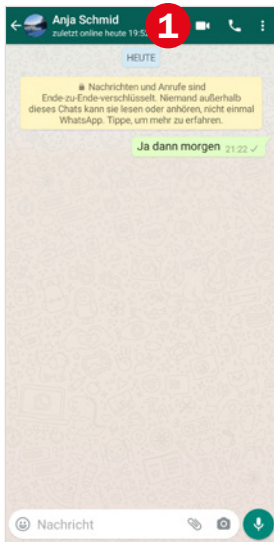 Anja Schmid
zuletzt online heute 19:5
1
HEUTE
Nachrichten und Anrufe sind
Ende-zu-Ende-verschlüsselt. Niemand außerhalb
dieses Chats kann sie lesen oder anhören, nicht einmal
WhatsApp. Tippe, um mehr zu erfahren.
Ja dann morgen 21:22
Nachricht